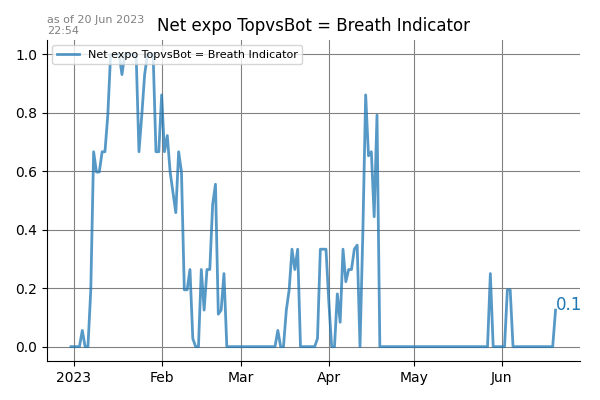 as of 20 Jun 2023
22:54
Net expo TopvsBot = Breath Indicator
Net expo TopvsBot = Breath Indicator
1.0
0.8
0.6
0.4
0.2
0.0
0.1
2023 Feb Mar Apr May Jun